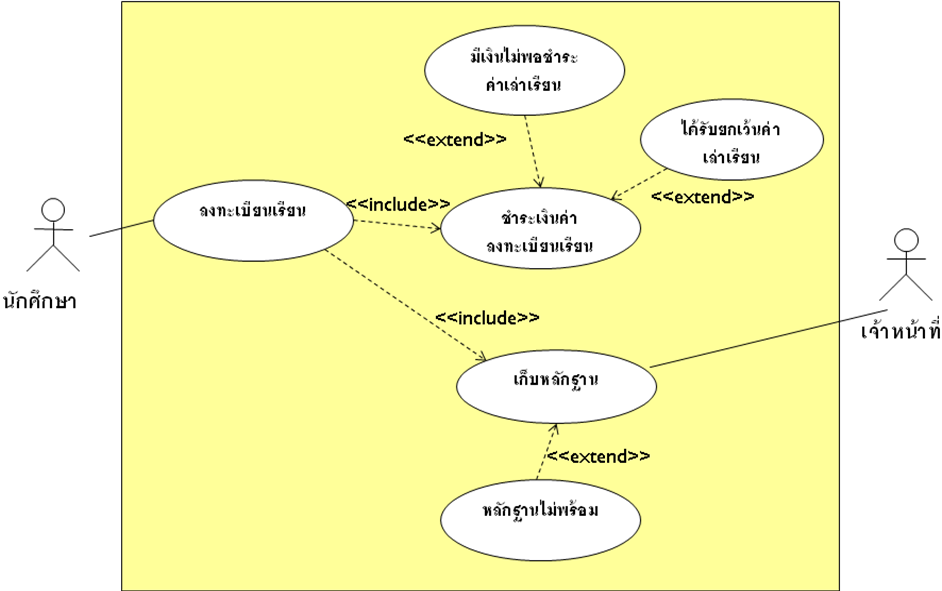 มีเงินไม่พอชำระ
ค่าเล่าเรียน
<<extend>>
ได้รับยกเว้นค่า
เล่าเรียน
<<extend>>
ลงทะเบียนเรียน
<<include>>
ชำระเงินค่า
ลงทะเบียนเรียน
นักศึกษา
เจ้าหน้าที่
<<include>>
เก็บหลักฐาน
<<extend>>
หลักฐานไม่พร้อม